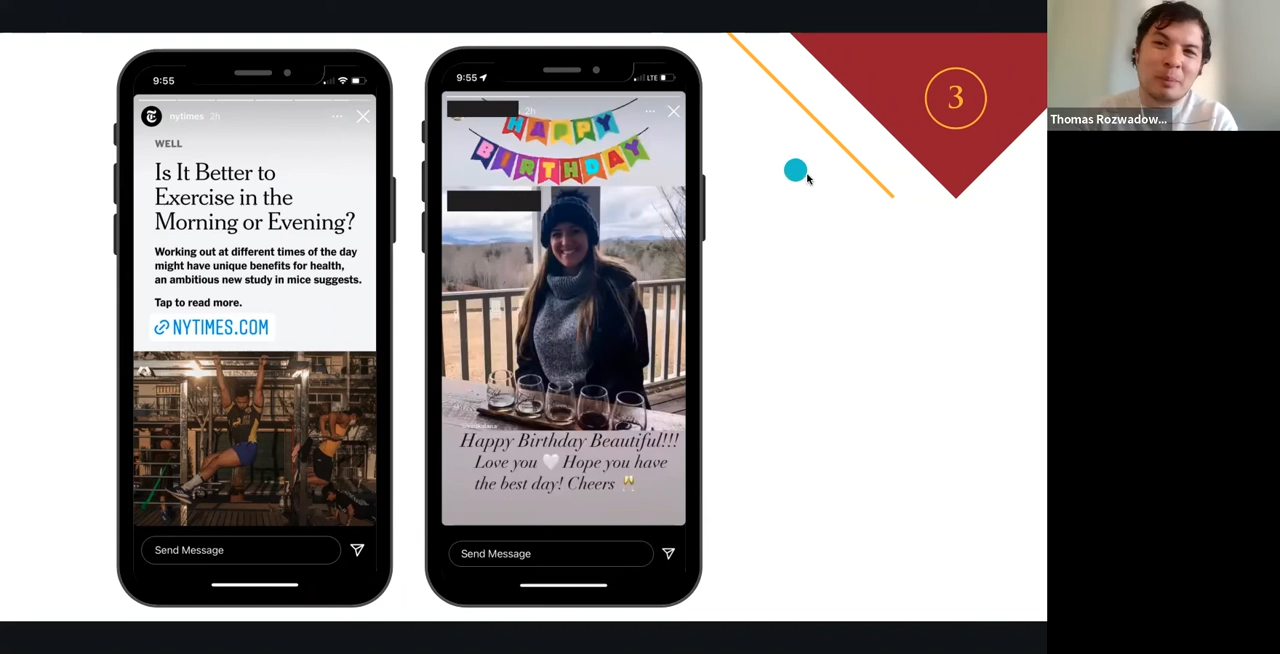 9:55
nytimes 2h
WELL
Is It Better to
Exercise in the
Morning or Evening?
Working out at different times of the day
might have unique benefits for health,
an ambitious new study in mice suggests.
Tap to read more.
NYTIMES.COM
Send Message
9:55
LTE
2h
HAPPY
BIRTHDAY
Happy Birthday Beautiful!!!
Love you 🤍 Hope you have
the best day! Cheers 🥂
Send Message
3
Thomas Rozwadow...